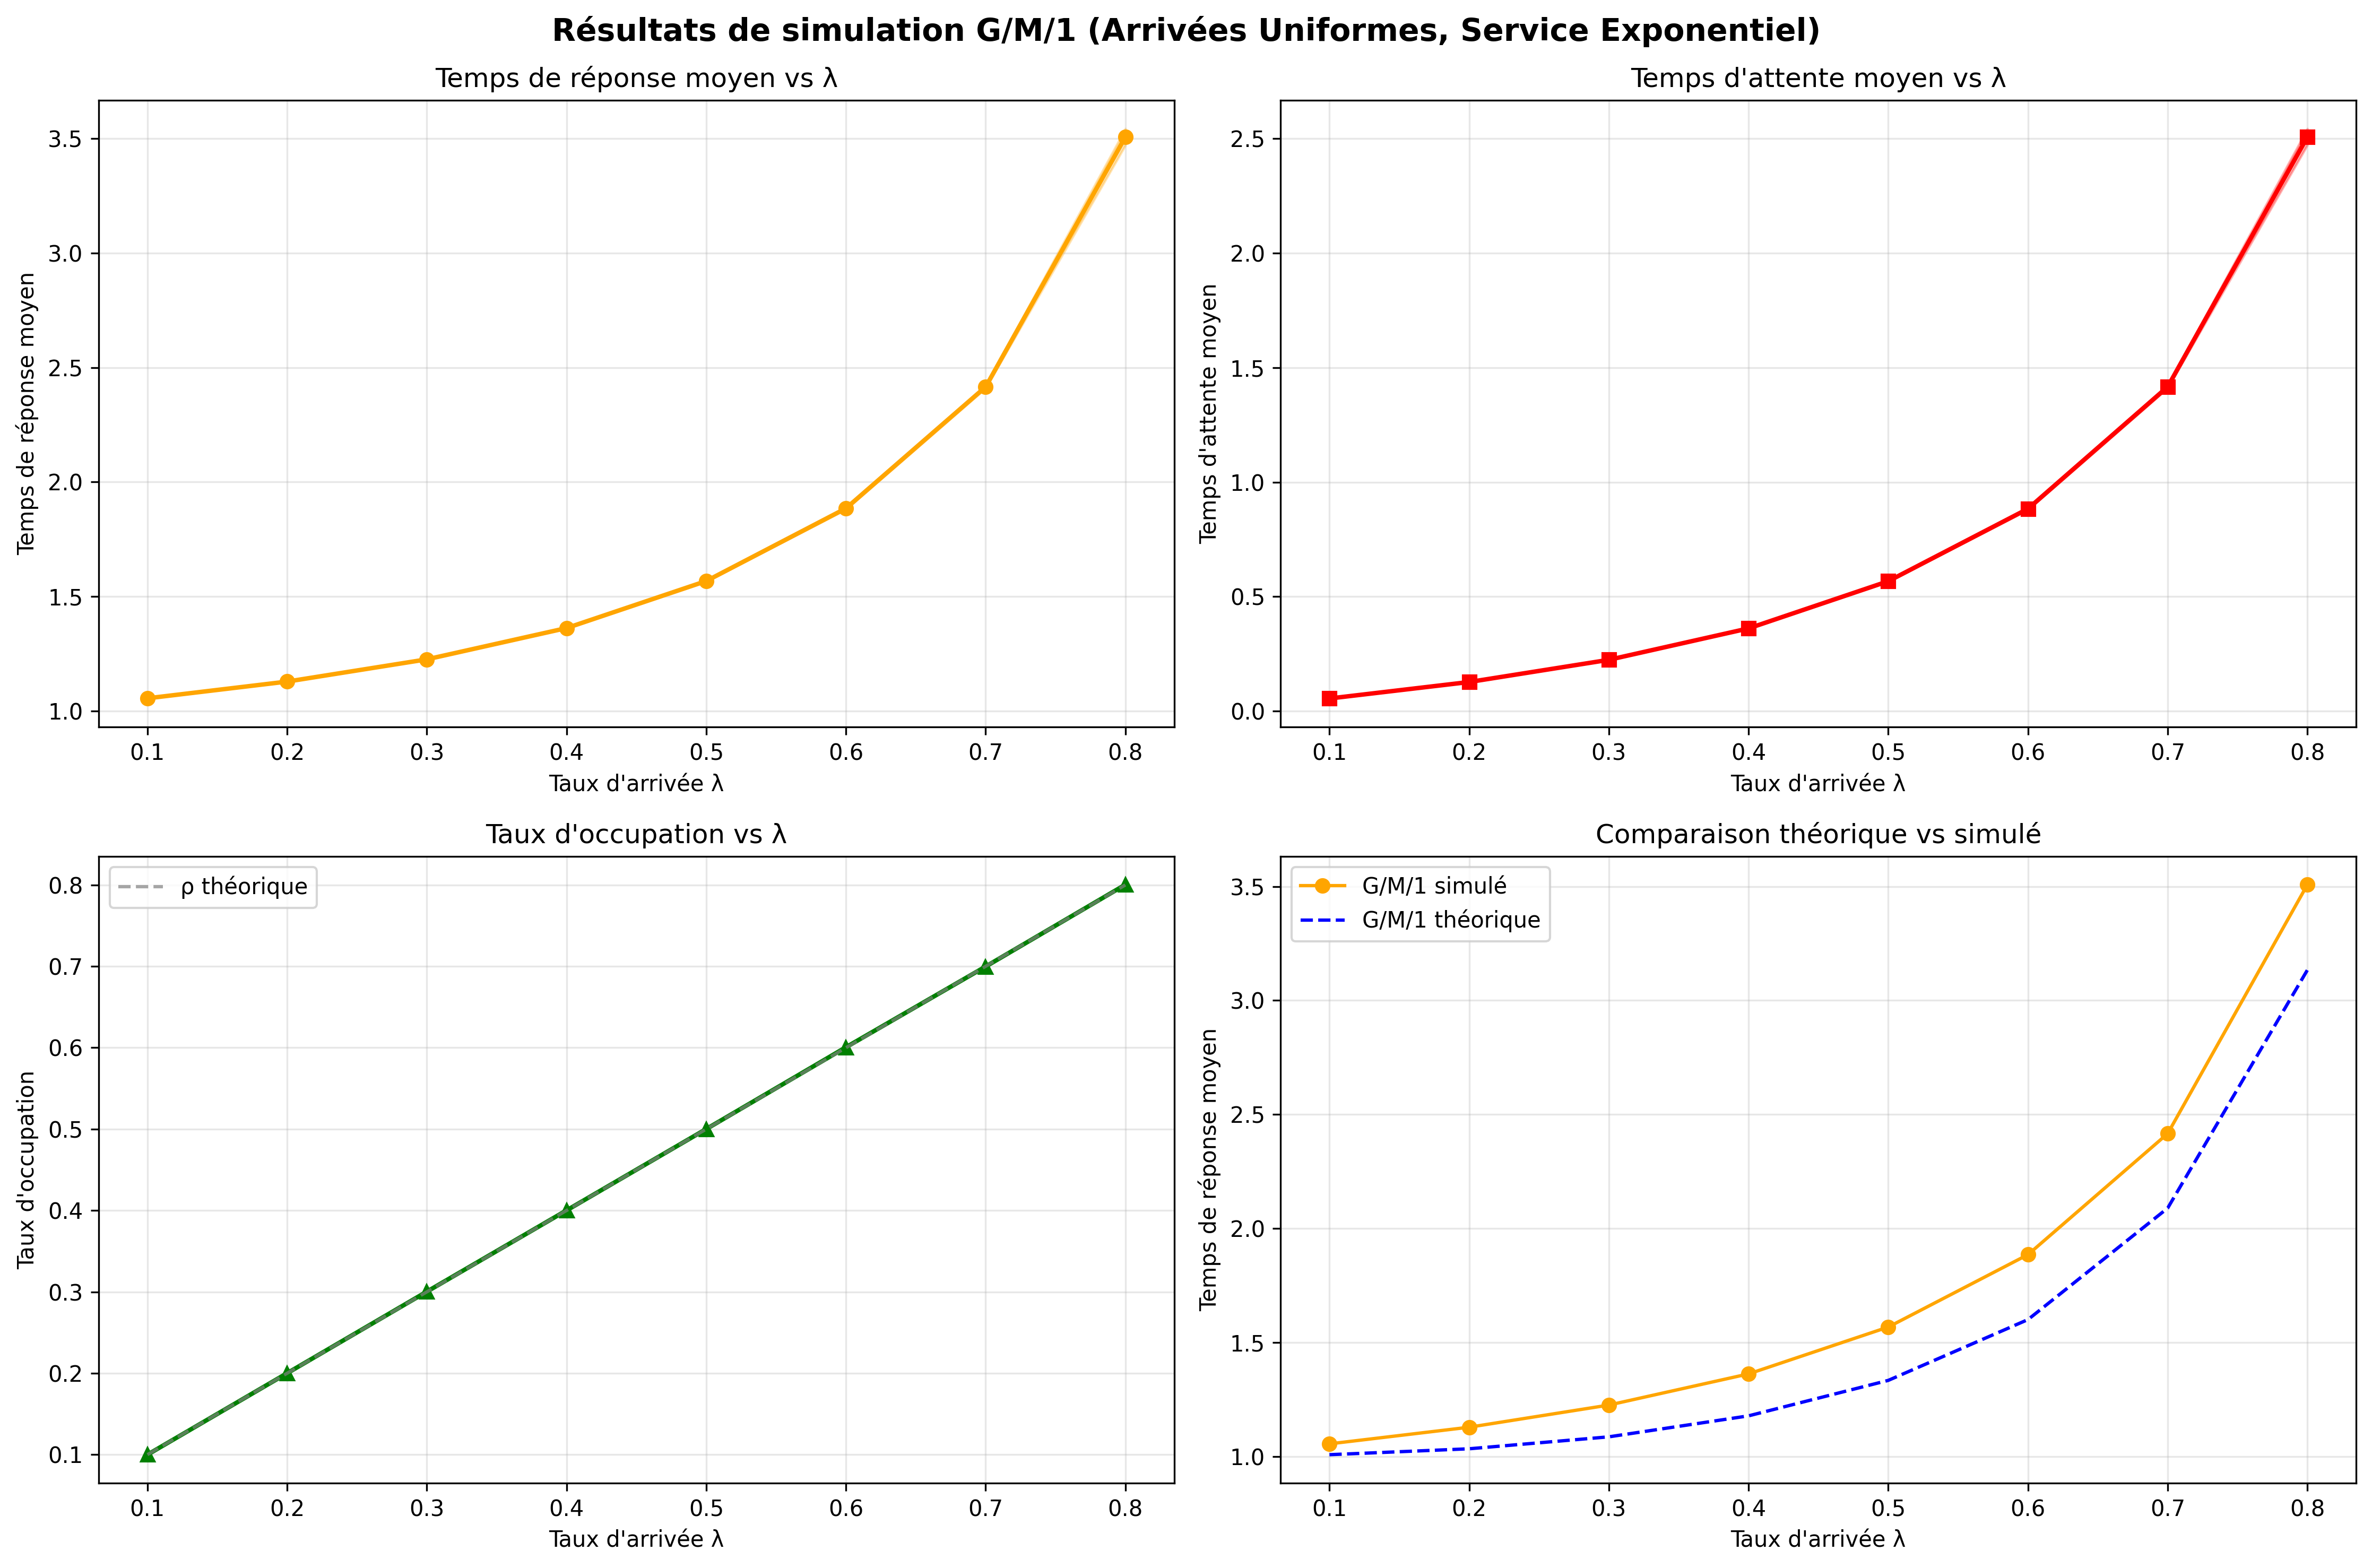 Résultats de simulation G/M/1 (Arrivées Uniformes, Service Exponentiel)
Temps de réponse moyen vs λ
3.5
3.0
2.5
2.0
1.5
1.0
Temps de réponse moyen
0.1 0.2 0.3 0.4 0.5 0.6 0.7 0.8
Taux d'arrivée λ
Temps d'attente moyen vs λ
2.5
2.0
1.5
1.0
0.5
0.0
Temps d'attente moyen
0.1 0.2 0.3 0.4 0.5 0.6 0.7 0.8
Taux d'arrivée λ
Taux d'occupation vs λ
ρ théorique
0.8
0.7
0.6
0.5
0.4
0.3
0.2
0.1
Taux d'occupation
0.1 0.2 0.3 0.4 0.5 0.6 0.7 0.8
Taux d'arrivée λ
Comparaison théorique vs simulé
G/M/1 simulé
G/M/1 théorique
3.5
3.0
2.5
2.0
1.5
1.0
Temps de réponse moyen
0.1 0.2 0.3 0.4 0.5 0.6 0.7 0.8
Taux d'arrivée λ